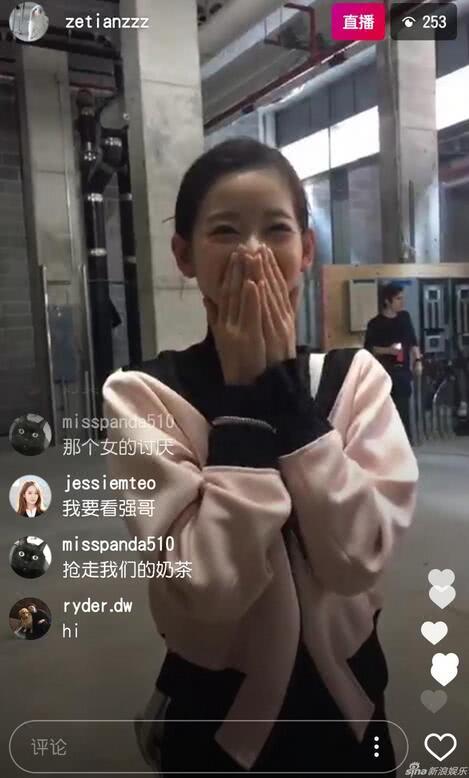 zetianzzz
直播
253
misspanda510
那个女的讨厌
jessiemteo
我要看强哥
misspanda510
抢走我们的奶茶
ryder.dw
hi
评论
sina新浪娱乐